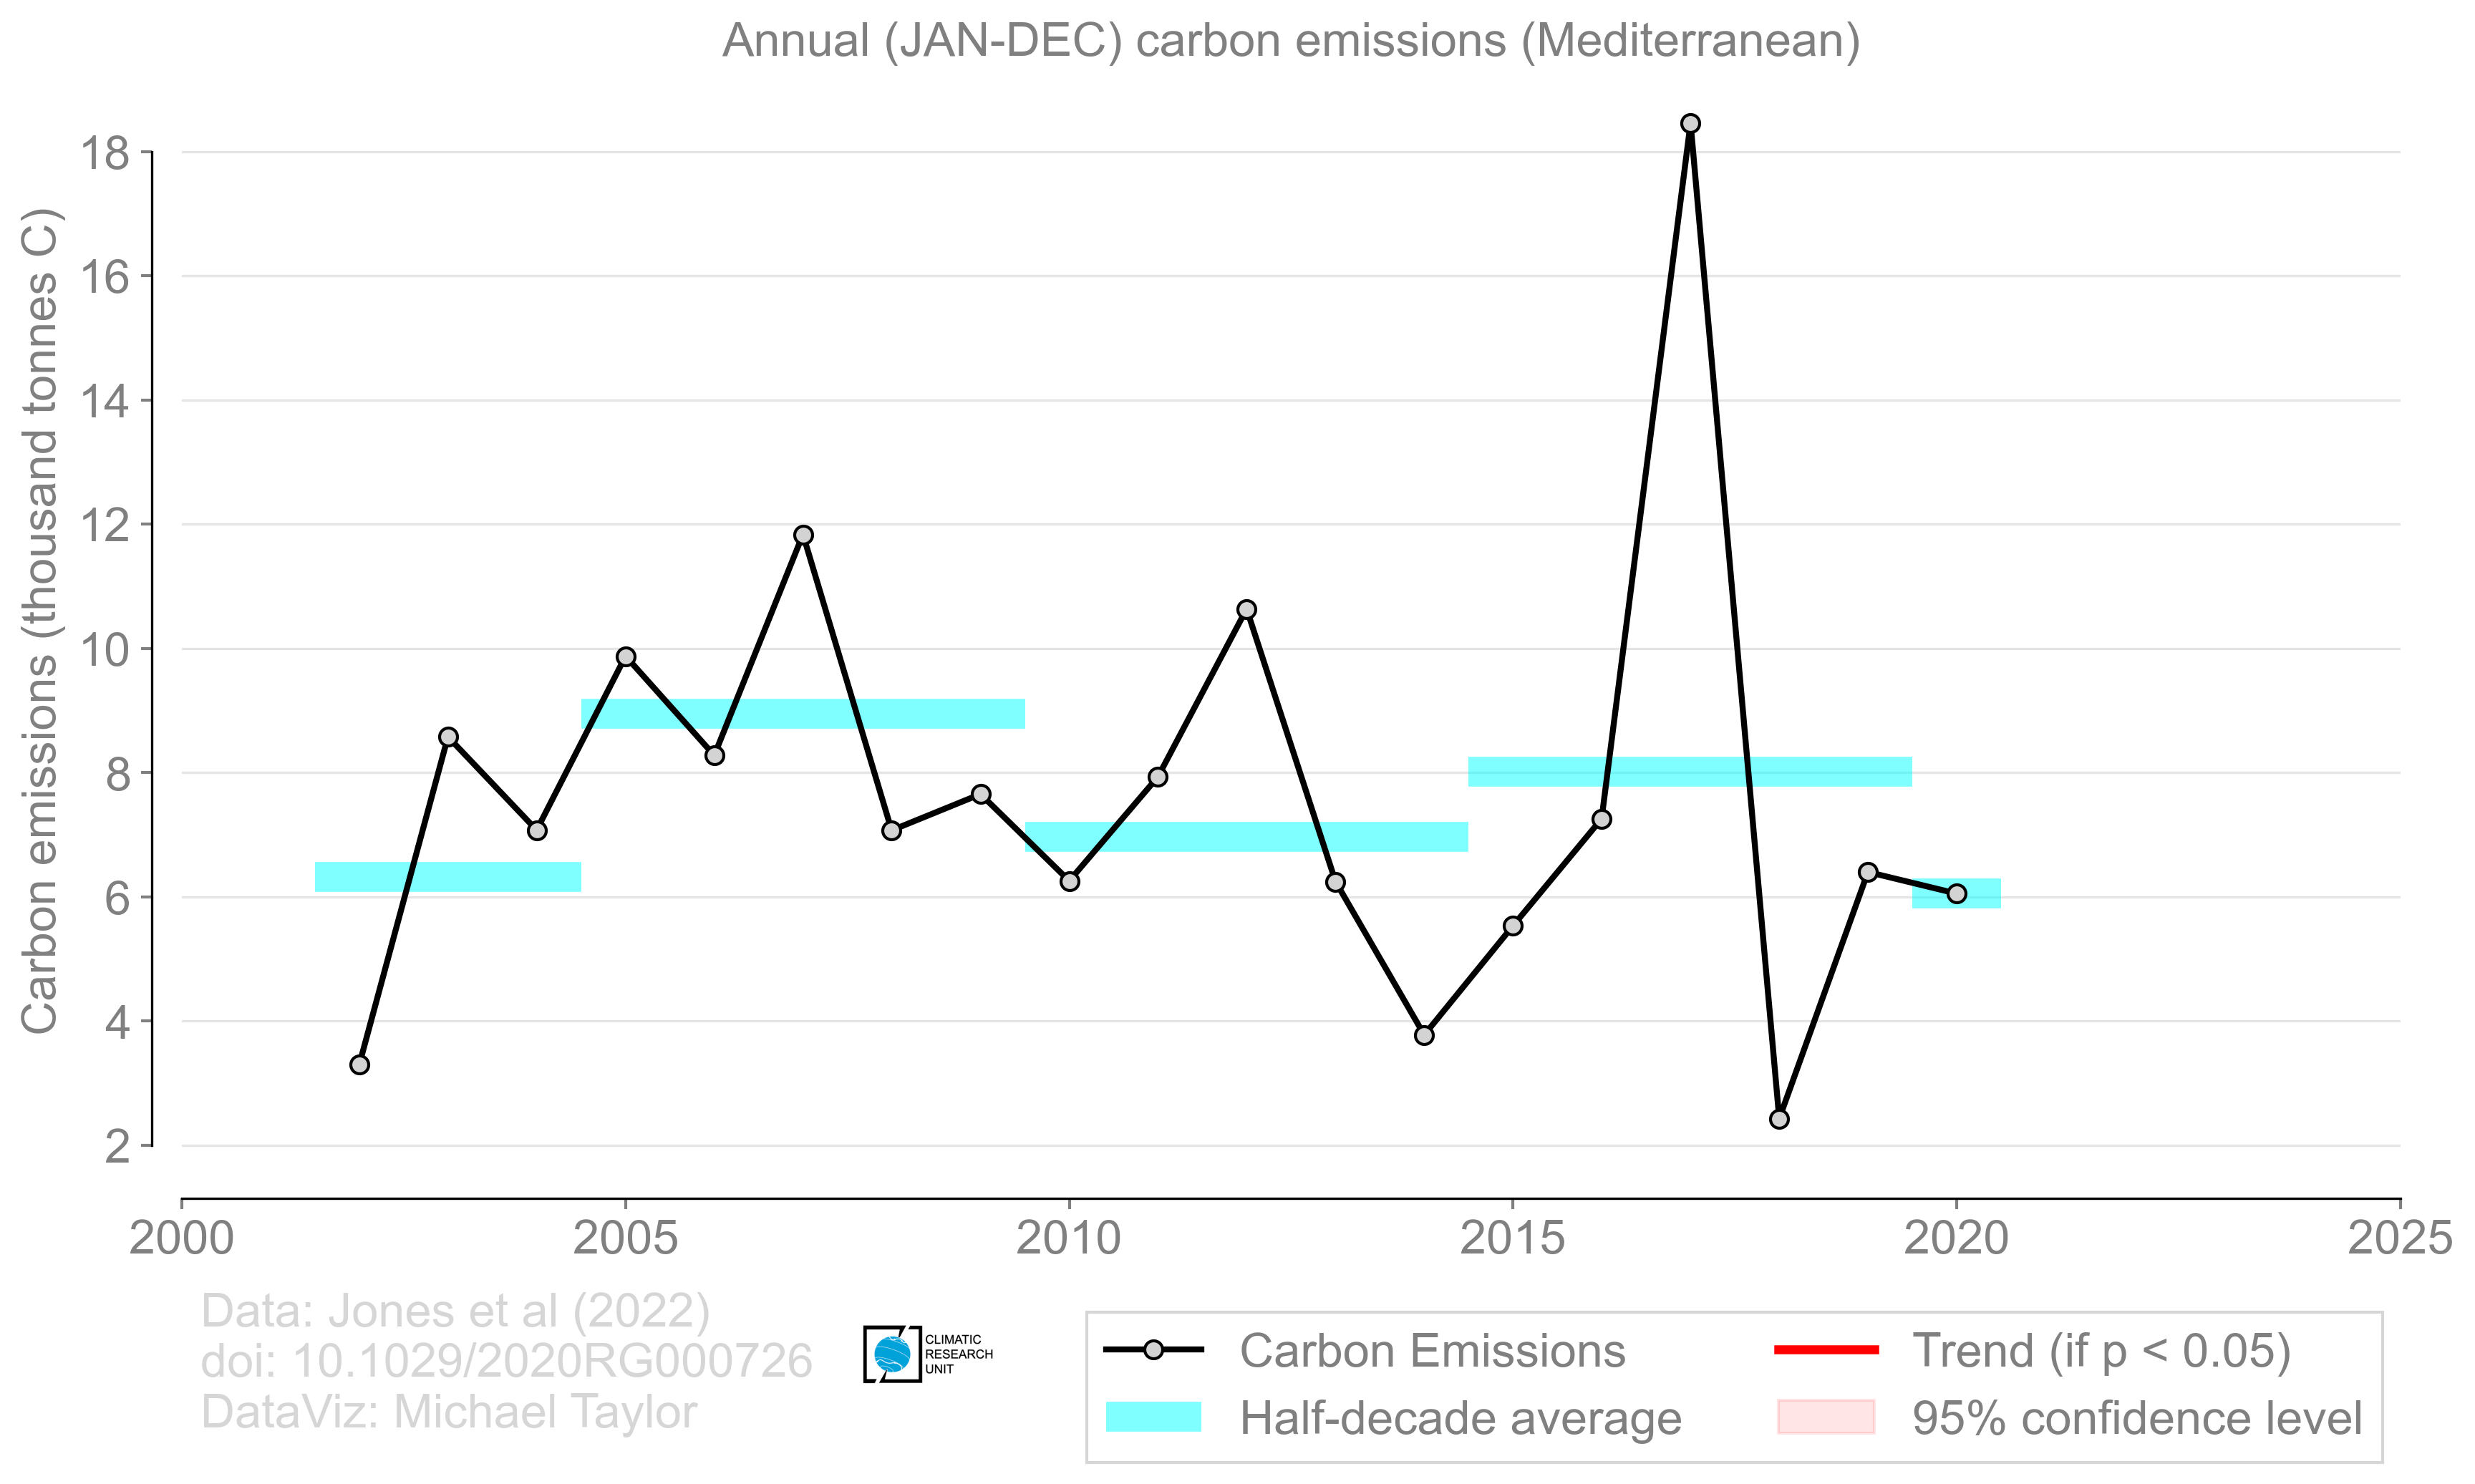 Annual (JAN-DEC) carbon emissions (Mediterranean)
Carbon emissions (thousand tonnes C)
18
16
14
12
10
8
6
4
2
2000 2005 2010 2015 2020 2025
Data: Jones et al (2022)
doi: 10.1029/2020RG000726
DataViz: Michael Taylor
CLIMATIC
RESEARCH
UNIT
Carbon Emissions
Half-decade average
Trend (if p < 0.05)
95% confidence level